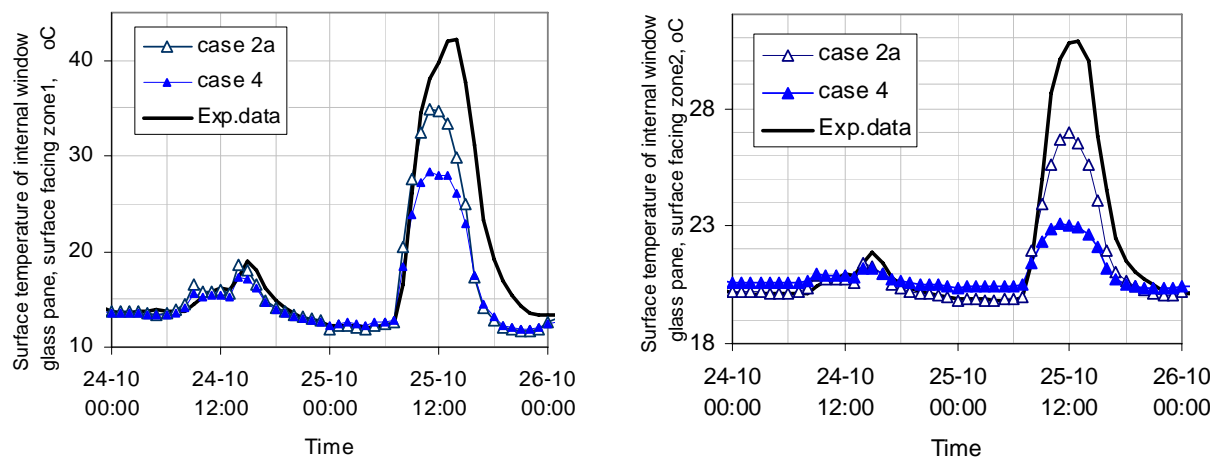 Surface temperature of internal window
glass pane, surface facing zone1, oC
40
30
20
10
case 2a
case 4
Exp.data
24-10
00:00
24-10
12:00
25-10
00:00
25-10
12:00
26-10
00:00
Time
Surface temperature of internal window
glass pane, surface facing zone2, oC
28
23
18
case 2a
case 4
Exp.data
24-10
00:00
24-10
12:00
25-10
00:00
25-10
12:00
26-10
00:00
Time